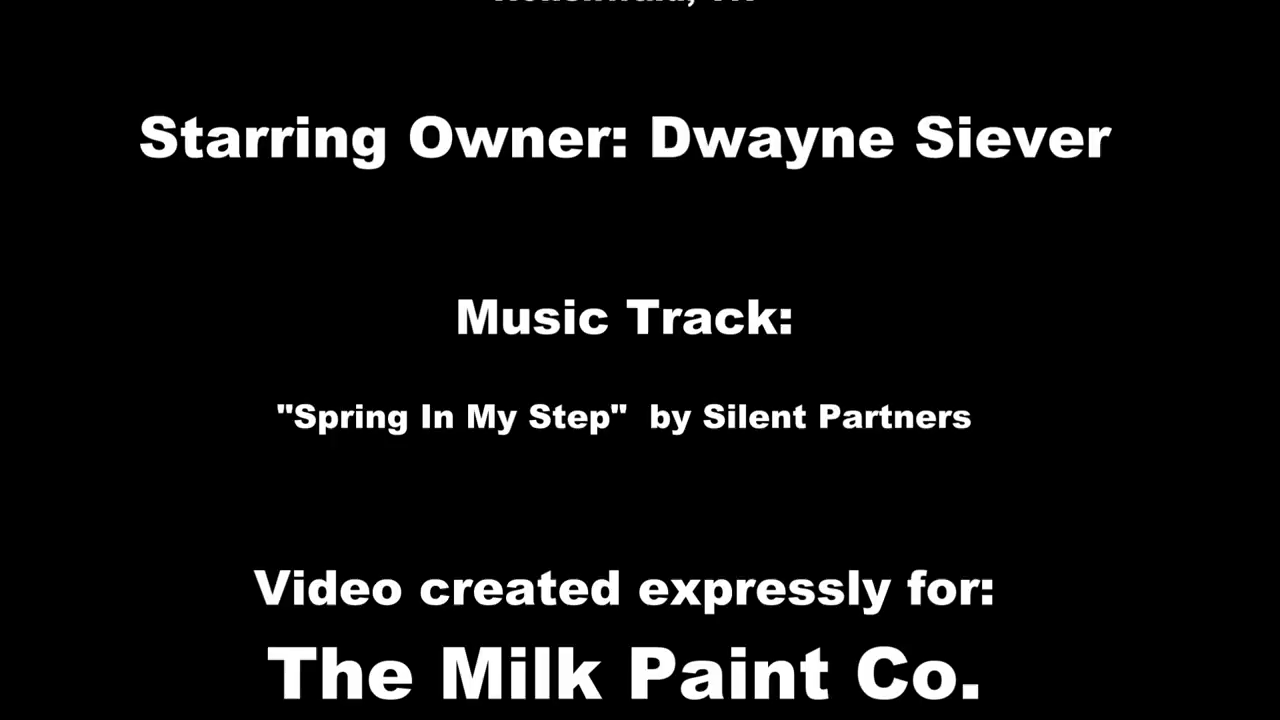 Starring Owner: Dwayne Siever
Music Track:
"Spring In My Step" by Silent Partners
Video created expressly for:
The Milk Paint Co.